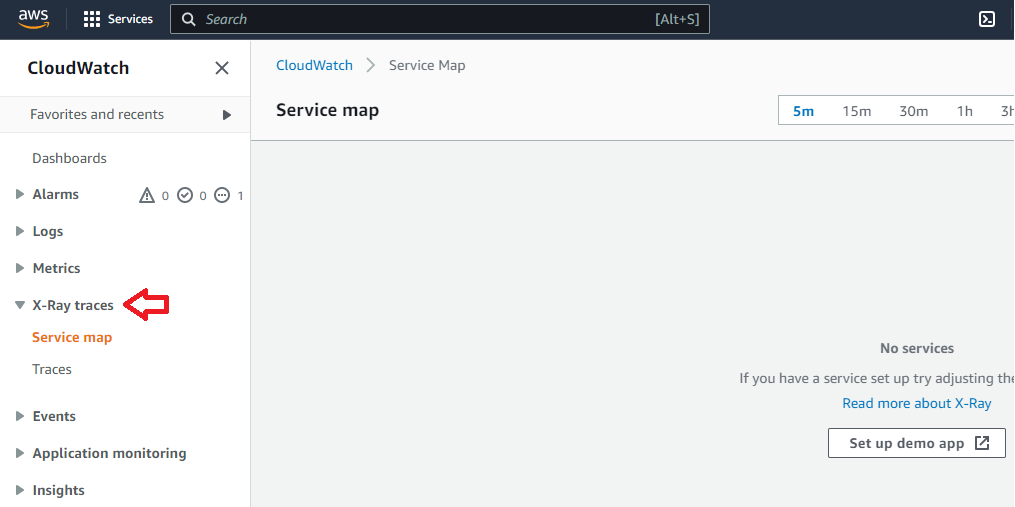 aws
Services
Search
[Alt+S]
CloudWatch
Favorites and recents
Dashboards
Alarms 0 0 1
Logs
Metrics
X-Ray traces
Service map
Traces
Events
Application monitoring
Insights
CloudWatch Service Map
Service map
5m 15m 30m 1h 3h
No services
If you have a service set up try adjusting the
Read more about X-Ray
Set up demo app